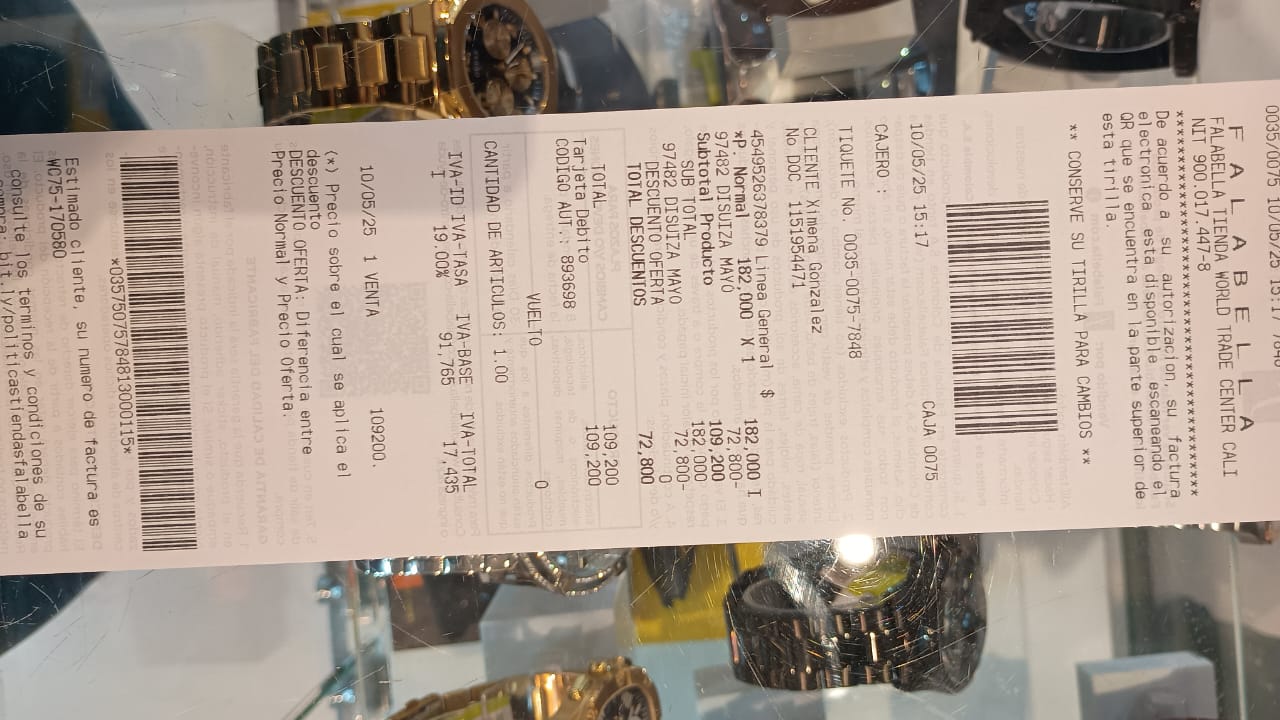 0035/0075 10/05/25 15:17 7848
F A L A B E L L A
FALABELLA TIENDA WORLD TRADE CENTER CALI
NIT 900.017.447-8
De acuerdo a su autorizacion, su factura
electronica esta disponible escaneando el
QR que se encuentra en la parte superior de
esta tirilla.
** CONSERVE SU TIRILLA PARA CAMBIOS **
10/05/25 15:17 CAJA 0075
CAJERO :
TIQUETE No. 0035-0075-7848
CLIENTE Ximena Gonzalez
No DOC 1151954471
4549526378379 Linea General $ 182,000 I
*P. Normal 182,000 X 1
97482 DISUIZA MAYO 72,800-
Subtotal Producto 109,200
SUB TOTAL 182,000
97482 DISUIZA MAYO 72,800-
DESCUENTO OFERTA 0
TOTAL DESCUENTOS 72,800
TOTAL 109,200
Tarjeta Debito 109,200
CODIGO AUT.: 893698
VUELTO 0
CANTIDAD DE ARTICULOS: 1.00
IVA-ID IVA-TASA IVA-BASE IVA-TOTAL
I 19.00% 91,765 17,435
10/05/25 1 VENTA 109200.
(*) Precio sobre el cual se aplica el
descuento
DESCUENTO OFERTA: Diferencia entre
Precio Normal y Precio Oferta.
*035750757848130001​15*
Estimado cliente, su numero de factura es
WC75-170580
consulte los terminos y condiciones de su
compra: bit.ly/politicastiendasfalabella